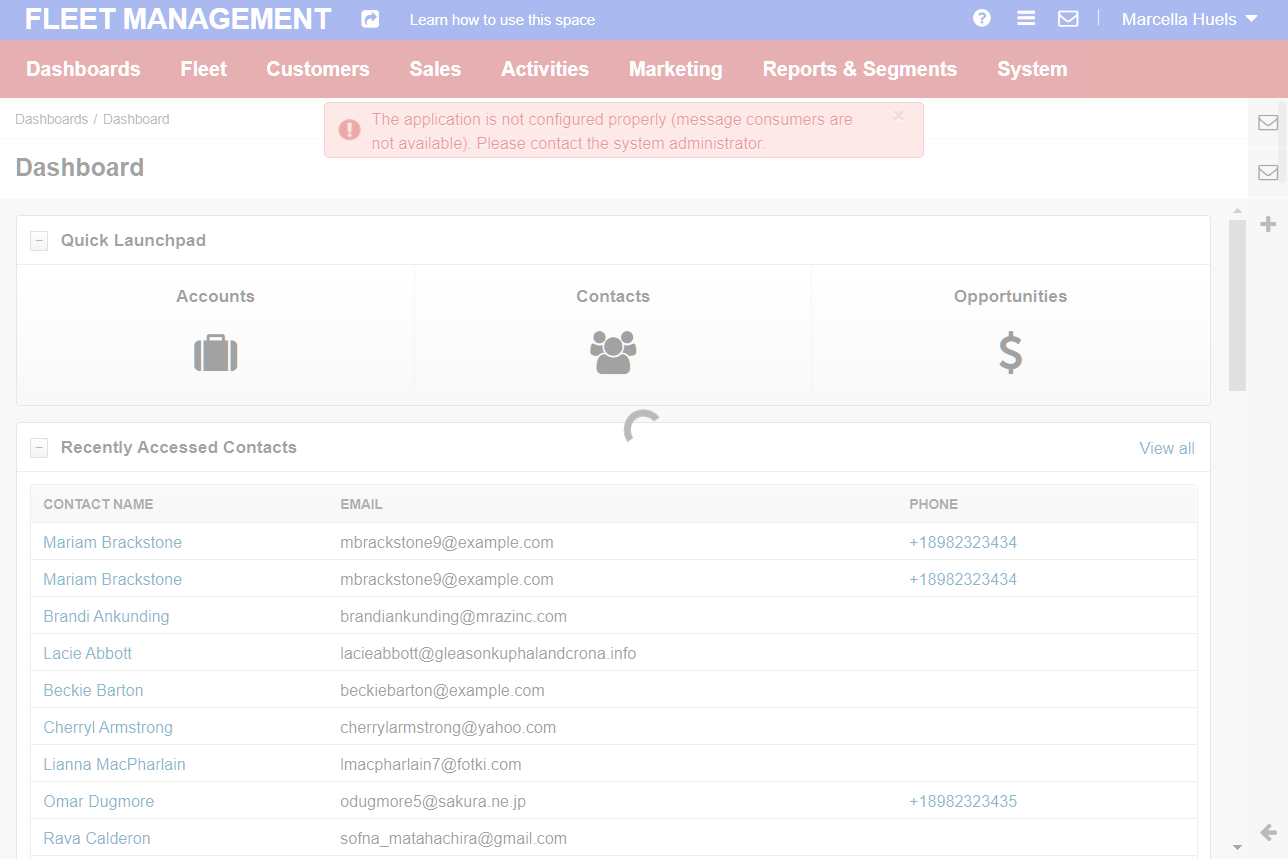 FLEET MANAGEMENT Learn how to use this space Marcella Huels
Dashboards Fleet Customers Sales Activities Marketing Reports & Segments System
Dashboards / Dashboard
The application is not configured properly (message consumers are
not available). Please contact the system administrator.
×
Dashboard
Quick Launchpad
Accounts Contacts Opportunities
Recently Accessed Contacts View all
CONTACT NAME EMAIL PHONE
Mariam Brackstone mbrackstone9@example.com +18982323434
Mariam Brackstone mbrackstone9@example.com +18982323434
Brandi Ankunding brandiankunding@mrazinc.com
Lacie Abbott lacieabbott@gleasonkuphalandcrona.info
Beckie Barton beckiebarton@example.com
Cherryl Armstrong cherrylarmstrong@yahoo.com
Lianna MacPharlain lmacpharlain7@fotki.com
Omar Dugmore odugmore5@sakura.ne.jp +18982323435
Rava Calderon sofna_matahachira@gmail.com